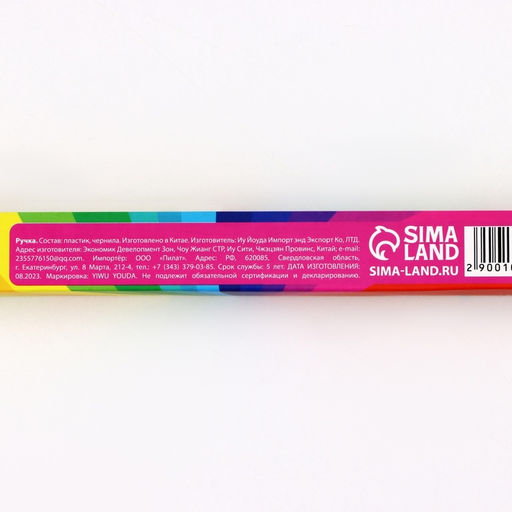 Ручка. Состав: пластик, чернила. Изготовлено в Китае. Изготовитель: Иу Йоуда Импорт энд Экспорт Ко, ЛТД.
Адрес изготовителя: Экономик Девелопмент Зон, Чоу Жианг СТР, Иу Сити, Чжэцзян Провинс, Китай; e-mail:
2355776150@qq.com. Импортёр: ООО «Пилат». Адрес: РФ, 620085, Свердловская область,
г. Екатеринбург, ул. 8 Марта, 212-4, тел.: +7 (343) 379-03-85. Срок службы: 5 лет. ДАТА ИЗГОТОВЛЕНИЯ:
08.2023. Маркировка: YIWU YOUDA. Не подлежит обязательной сертификации и декларированию.
SIMA
LAND
SIMA-LAND.RU
2 90010